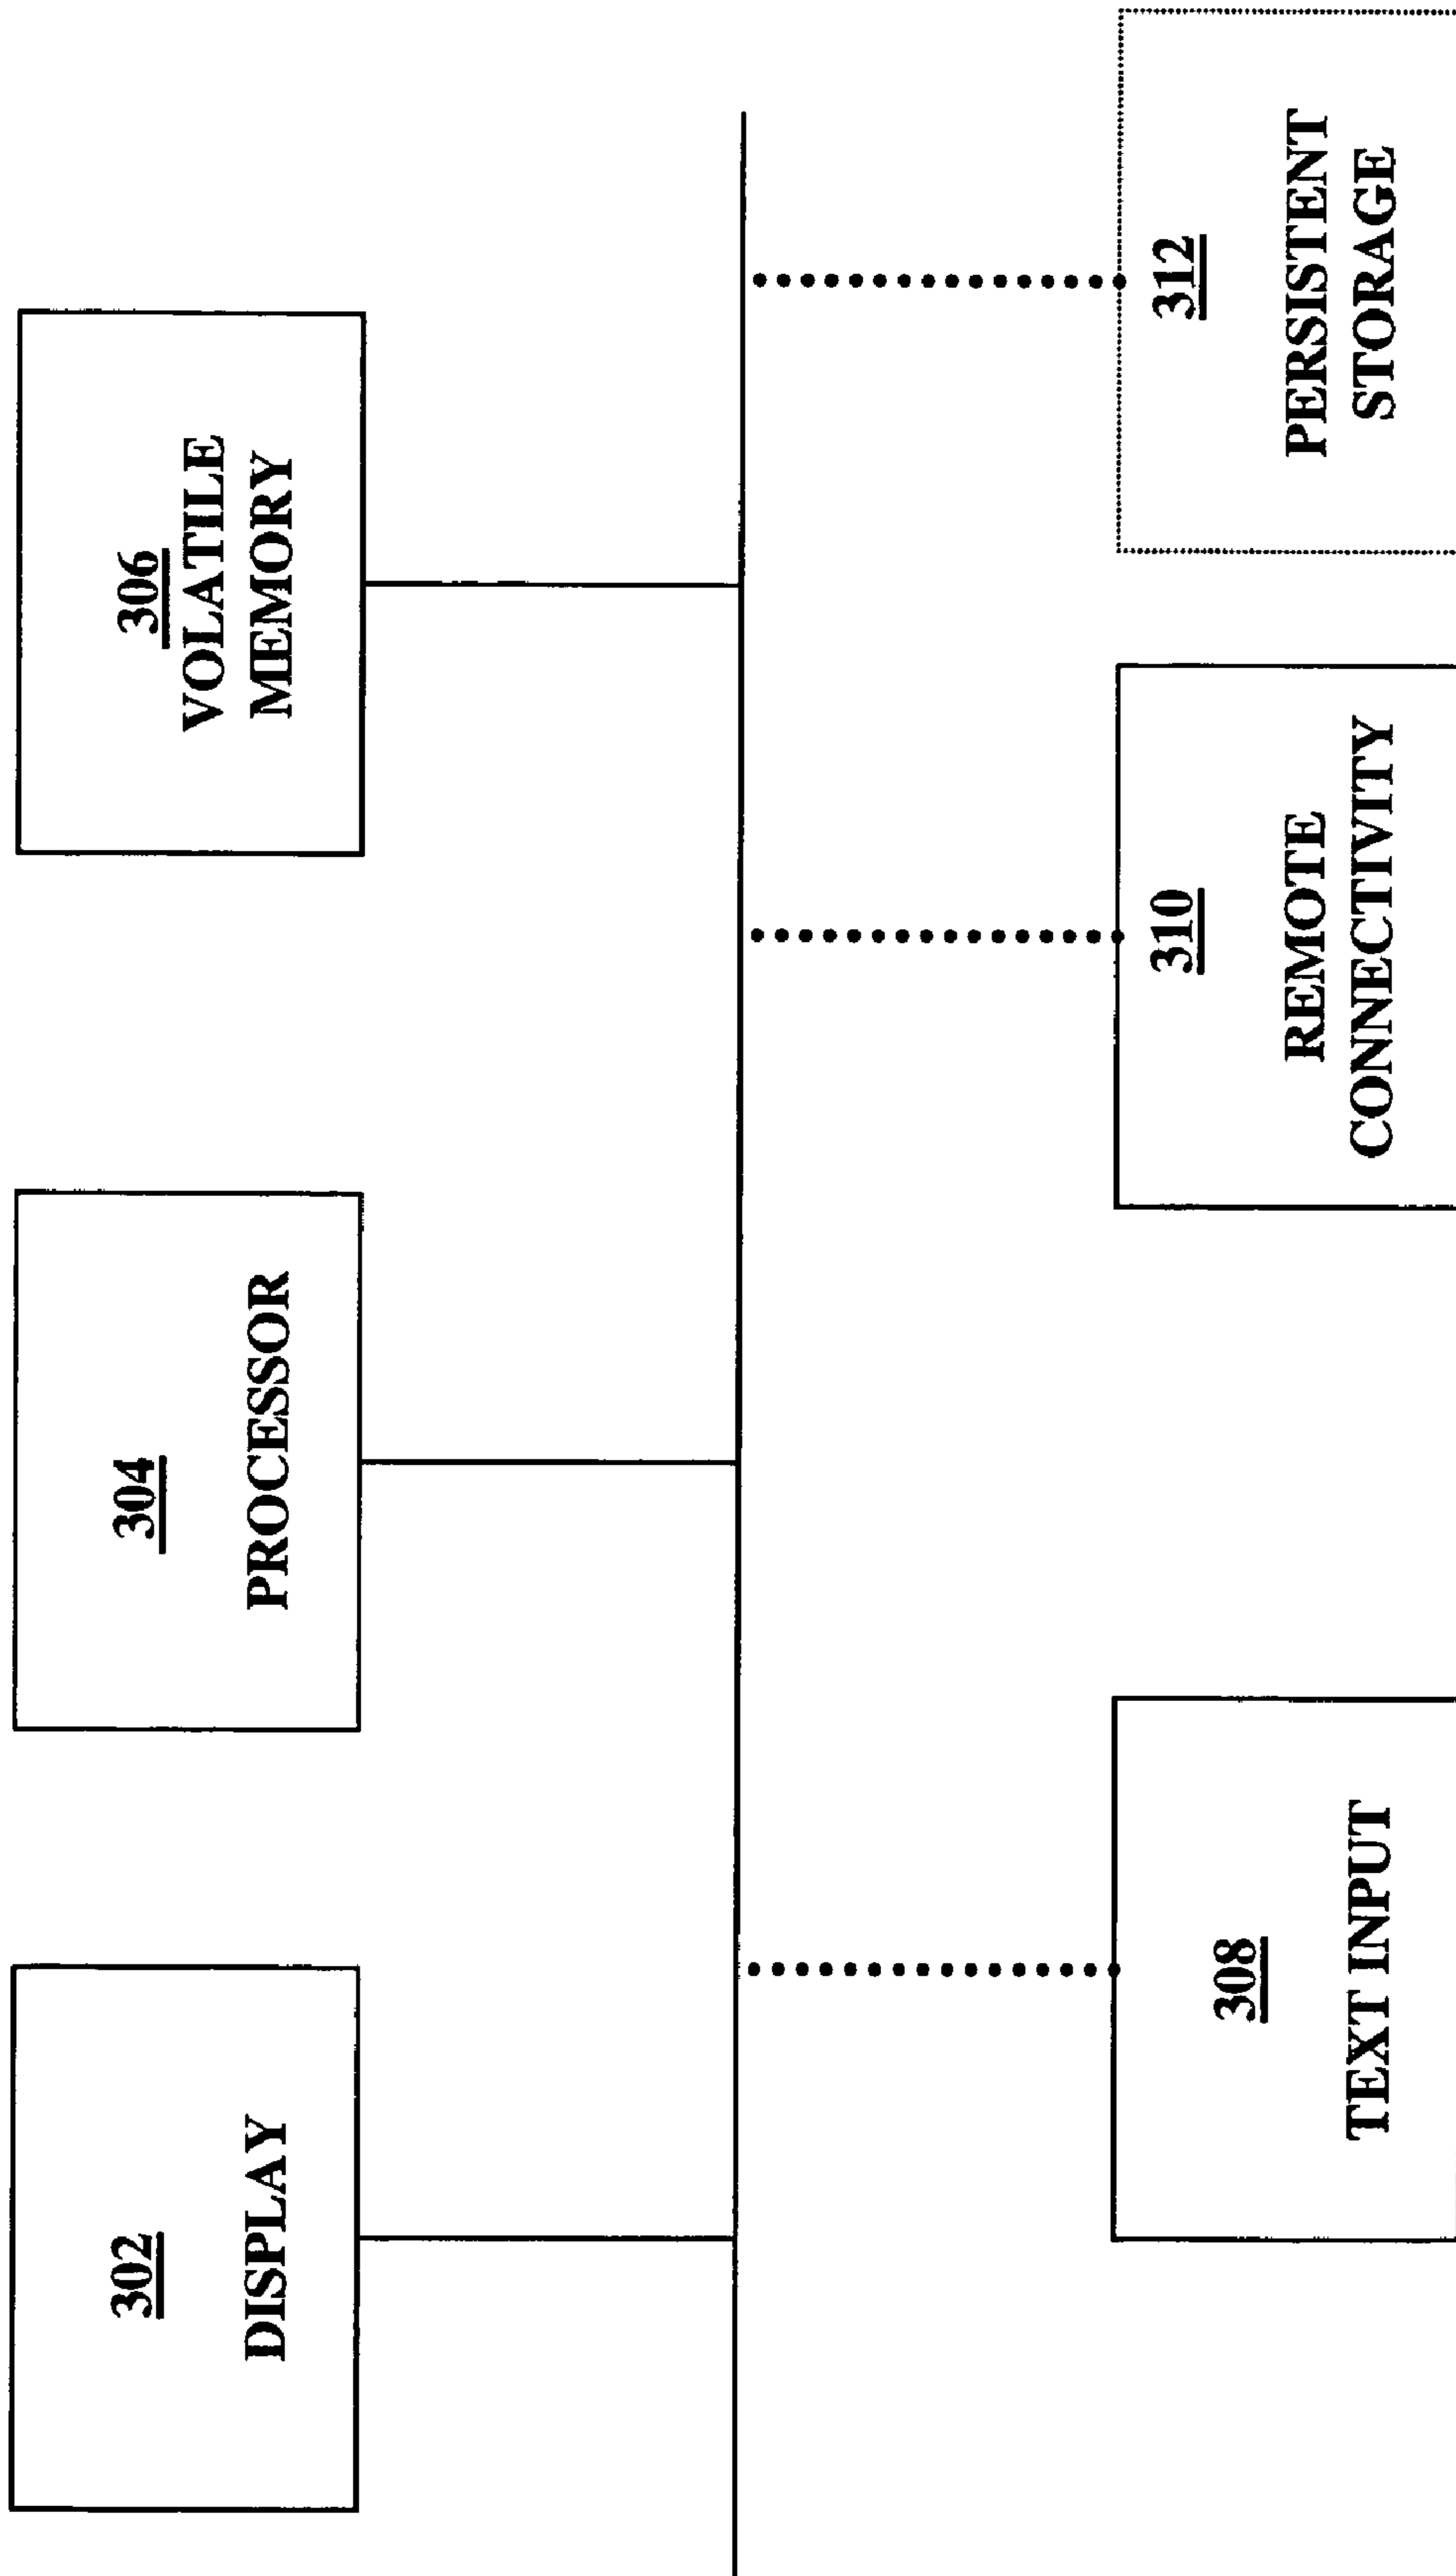 302
DISPLAY
304
PROCESSOR
306
VOLATILE
MEMORY
308
TEXT INPUT
310
REMOTE
CONNECTIVITY
312
PERSISTENT
STORAGE